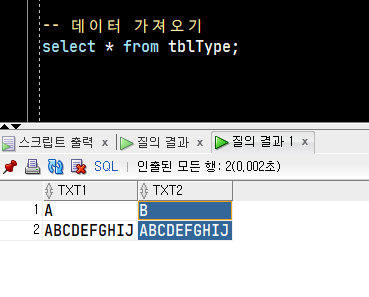 -- 데이터 가져오기
select * from tblType;
스크립트 출력 x 질의 결과 x 질의 결과 1 x
SQL | 인출된 모든 행: 2(0,002초)
TXT1 TXT2
1 A B
2 ABCDEFGHIJ ABCDEFGHIJ